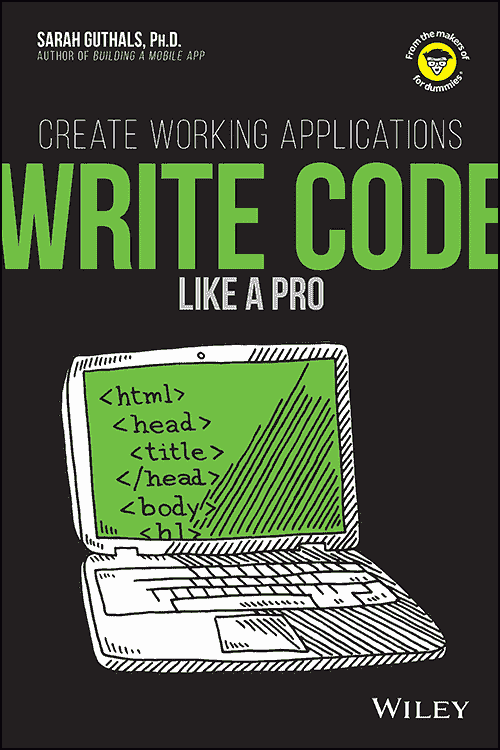 SARAH GUTHALS, PH.D.
AUTHOR OF BUILDING A MOBILE APP
From the makers of
for dummies®
CREATE WORKING APPLICATIONS
WRITE CODE
LIKE A PRO
<html>
<head>
<title>
</head>
<body>
<h1>
WILEY